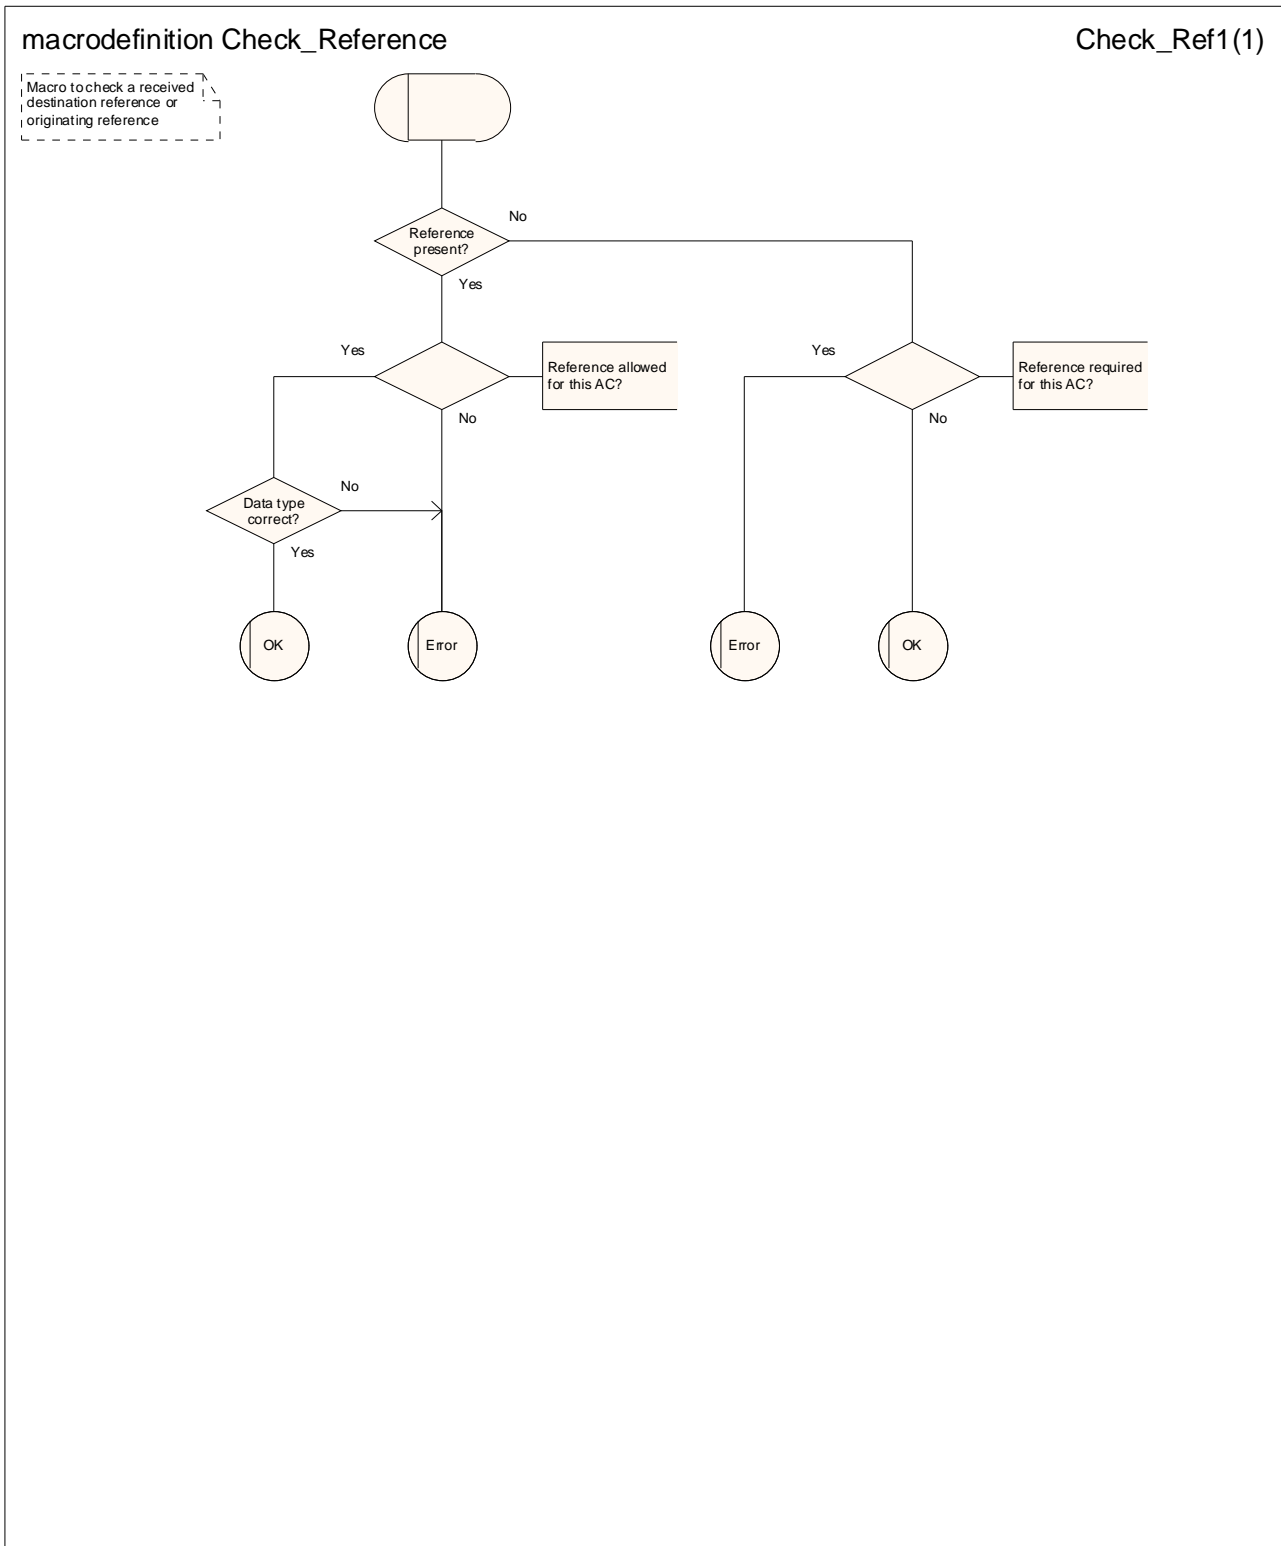 macrodefinition Check_Reference
Check_Ref1(1)
Macro to check a received
destination reference or
originating reference
No
Reference
present?
Yes
Yes
Reference allowed
for this AC?
No
Yes
Reference required
for this AC?
No
No
Data type
correct?
Yes
OK
Error
Error
OK